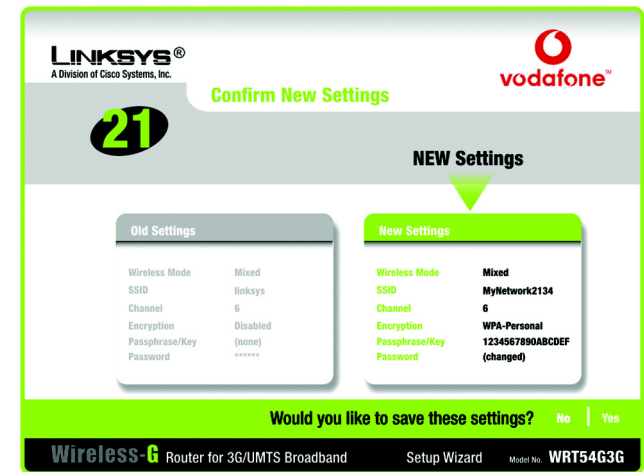 LINKSYS®
A Division of Cisco Systems, Inc.
vodafone™
Confirm New Settings
21
NEW Settings
Old Settings
Wireless Mode Mixed
SSID linksys
Channel 6
Encryption Disabled
Passphrase/Key (none)
Password ******
New Settings
Wireless Mode Mixed
SSID MyNetwork2134
Channel 6
Encryption WPA-Personal
Passphrase/Key 1234567890ABCDEF
Password (changed)
Would you like to save these settings? No | Yes
Wireless-G Router for 3G/UMTS Broadband Setup Wizard Model No. WRT54G3G